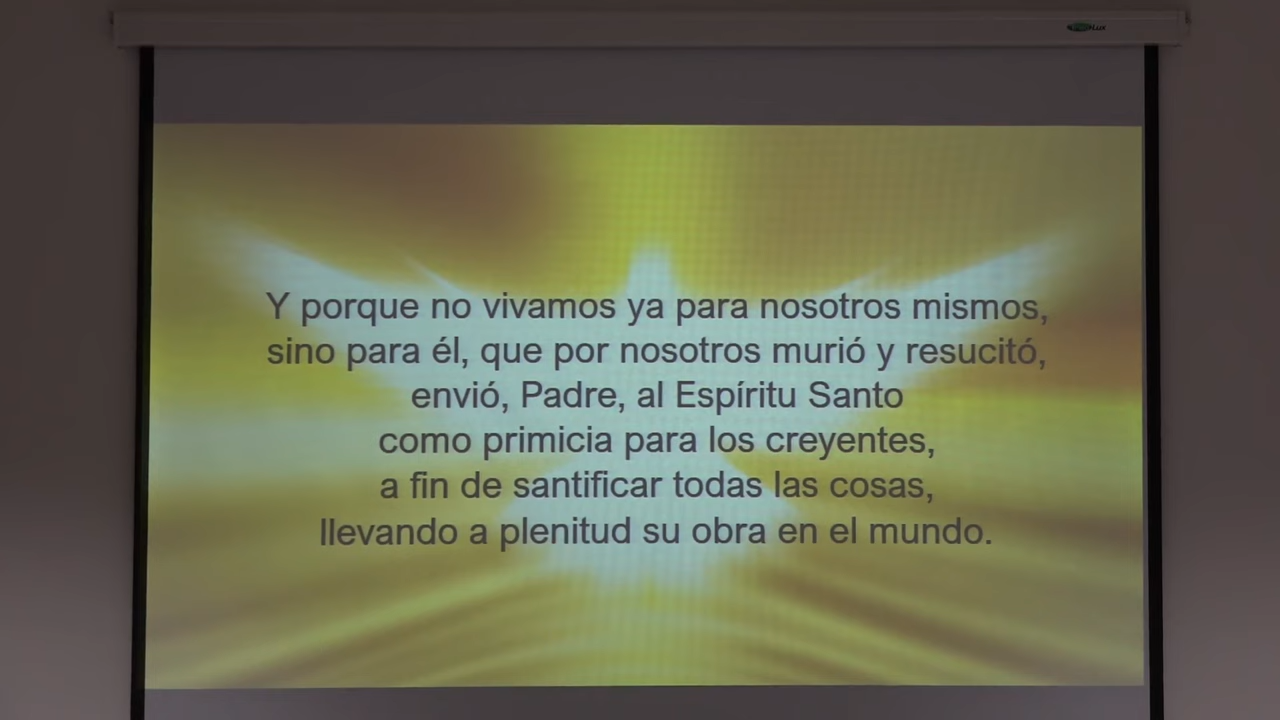 Y porque no vivamos ya para nosotros mismos,
sino para él, que por nosotros murió y resucitó,
envió, Padre, al Espíritu Santo
como primicia para los creyentes,
a fin de santificar todas las cosas,
llevando a plenitud su obra en el mundo.